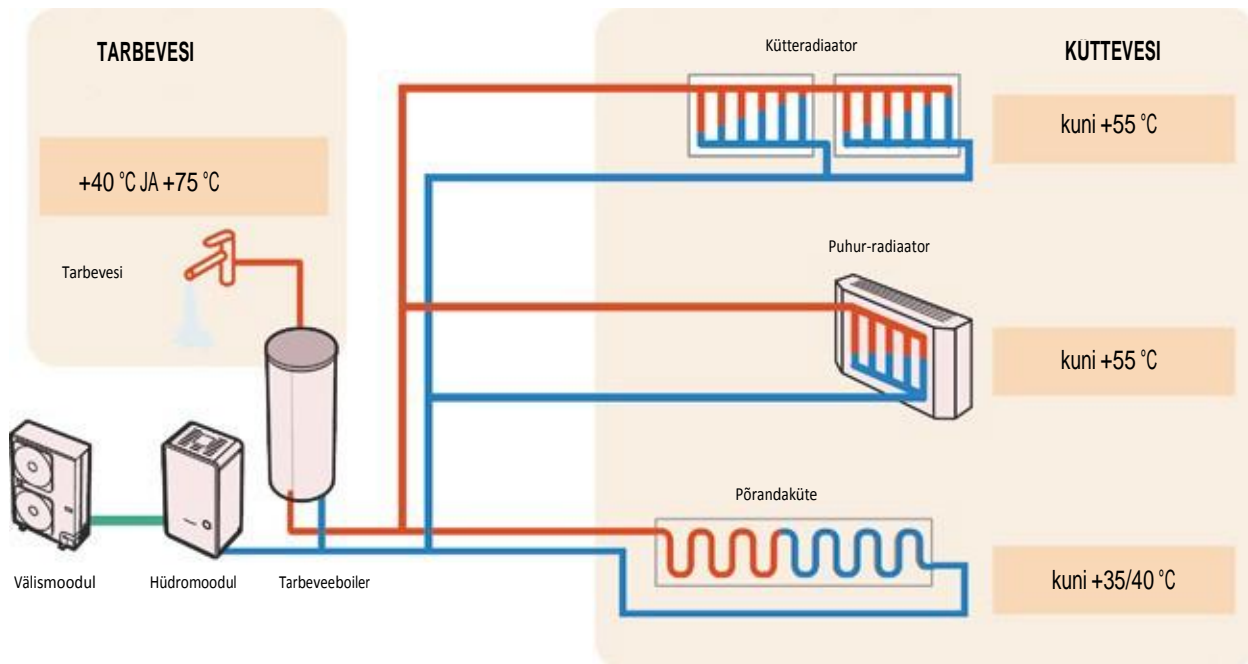 TARBEVESI
+40 °C JA +75 °C
Tarbevesi
Välismoodul
Hüdromoodul
Tarbeveeboiler
Kütteradiaator
KÜTTEVESI
kuni +55 °C
Puhur-radiaator
kuni +55 °C
Põrandaküte
kuni +35/40 °C